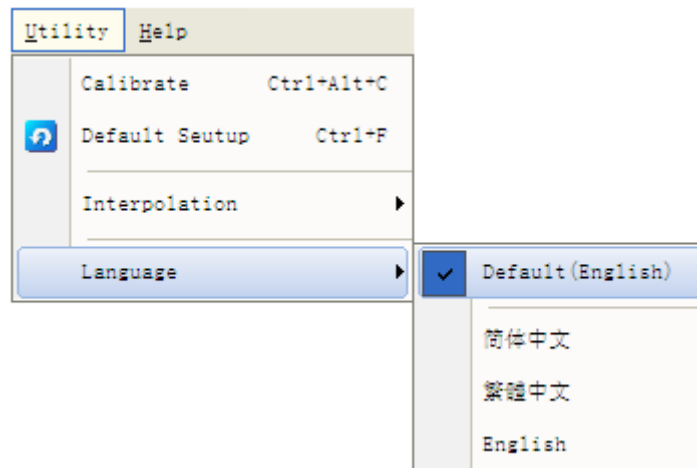 Utility Help
Calibrate Ctrl+Alt+C
Default Seutup Ctrl+F
Interpolation
Language
Default(English)
简体中文
繁體中文
English